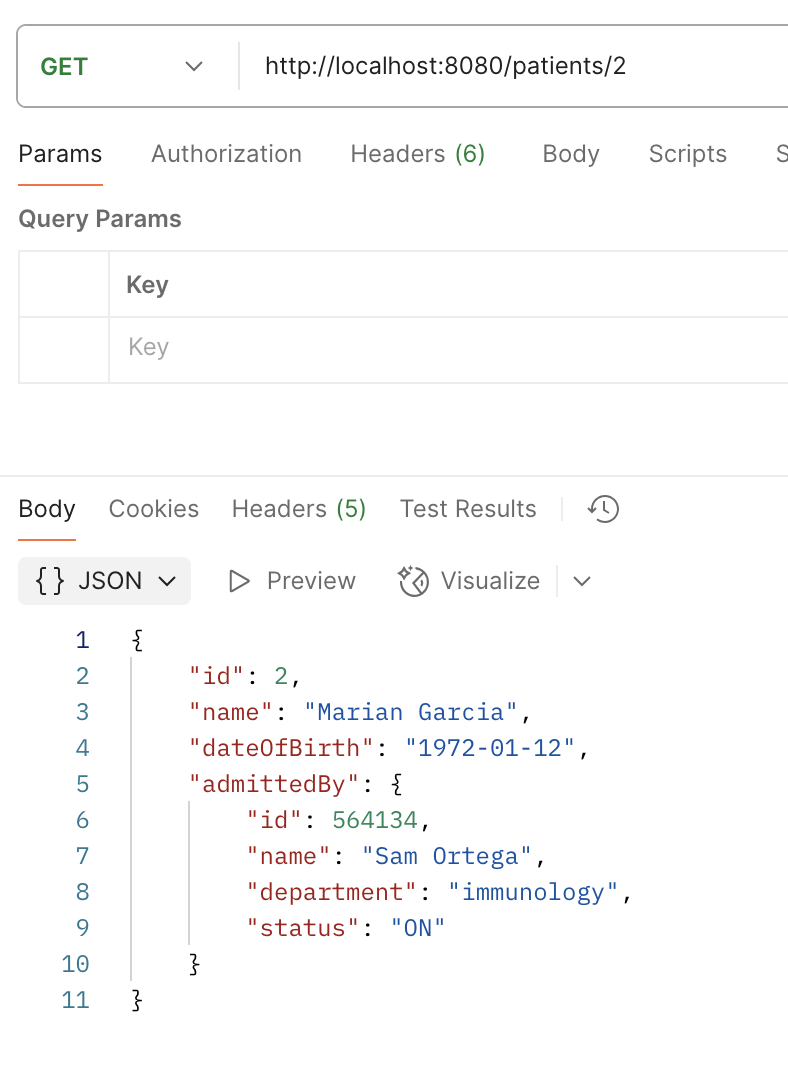 GET http://localhost:8080/patients/2
Params Authorization Headers (6) Body Scripts S
Query Params
Key
Key
Body Cookies Headers (5) Test Results
{} JSON Preview Visualize
1 {
2 "id": 2,
3 "name": "Marian Garcia",
4 "dateOfBirth": "1972-01-12",
5 "admittedBy": {
6 "id": 564134,
7 "name": "Sam Ortega",
8 "department": "immunology",
9 "status": "ON"
10 }
11 }